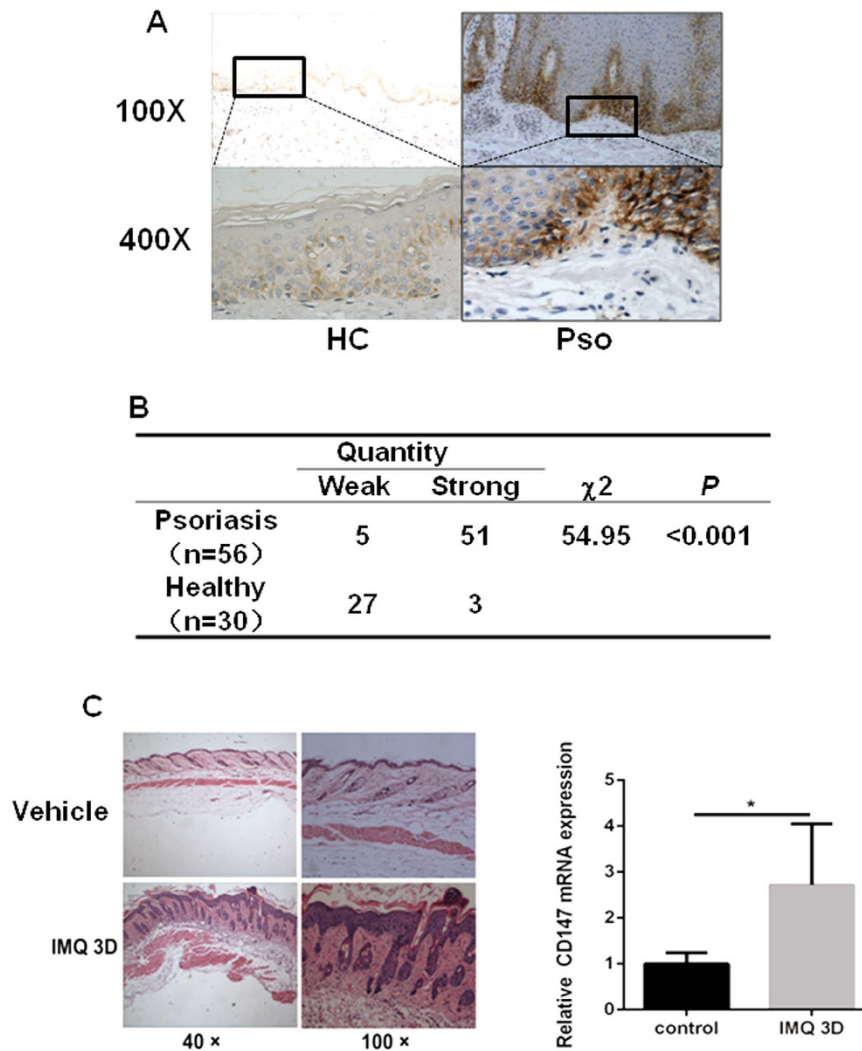 A
100X
400X
HC Pso
B
Quantity
Weak Strong χ2 P
Psoriasis
（n=56）
5 51 54.95 <0.001
Healthy
（n=30）
27 3
C
Vehicle
IMQ 3D
40 × 100 ×
Relative CD147 mRNA expression
5
4
3
2
1
0
*
control IMQ 3D